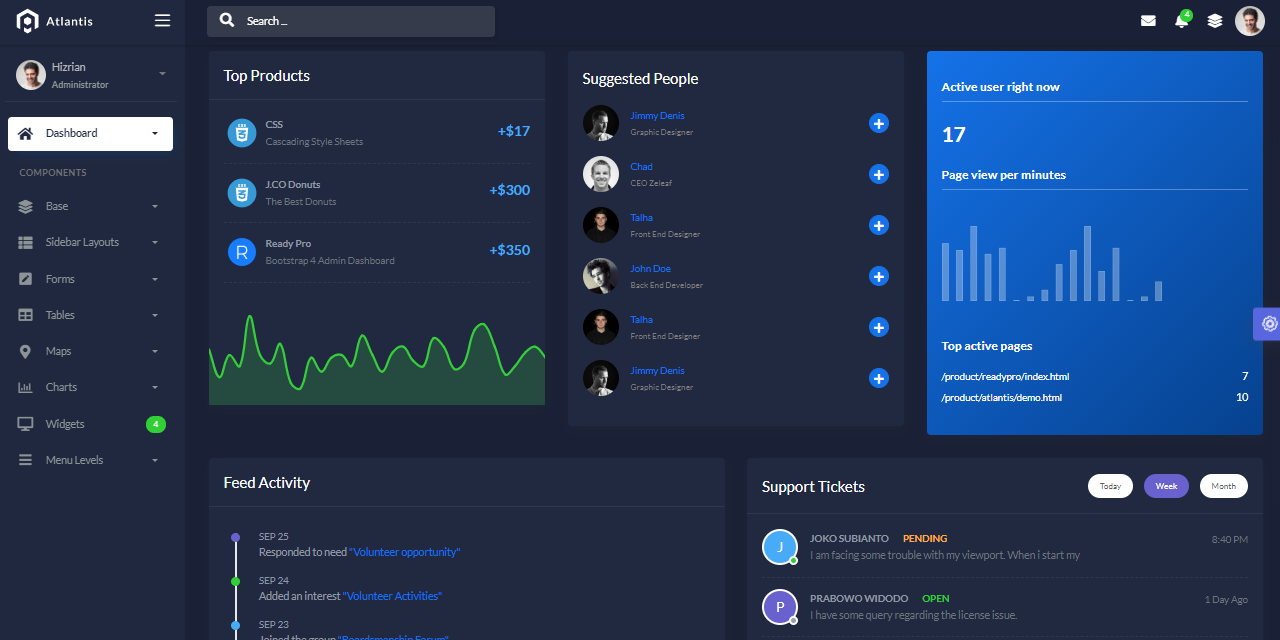 Atlantis
Search ...
4
Hizrian
Administrator
Dashboard
COMPONENTS
Base
Sidebar Layouts
Forms
Tables
Maps
Charts
Widgets
4
Menu Levels
Top Products
CSS
Cascading Style Sheets
+$17
J.CO Donuts
The Best Donuts
+$300
R
Ready Pro
Bootstrap 4 Admin Dashboard
+$350
Suggested People
Jimmy Denis
Graphic Designer
Chad
CEO Zeleaf
Talha
Front End Designer
John Doe
Back End Developer
Talha
Front End Designer
Jimmy Denis
Graphic Designer
Active user right now
17
Page view per minutes
Top active pages
/product/readypro/index.html 7
/product/atlantis/demo.html 10
Feed Activity
SEP 25
Responded to need "Volunteer opportunity"
SEP 24
Added an interest "Volunteer Activities"
SEP 23
Joined the group "Boardsmanship Forum"
Support Tickets
Today Week Month
J
JOKO SUBIANTO PENDING 8:40 PM
I am facing some trouble with my viewport. When i start my
P
PRABOWO WIDODO OPEN 1 Day Ago
I have some query regarding the license issue.